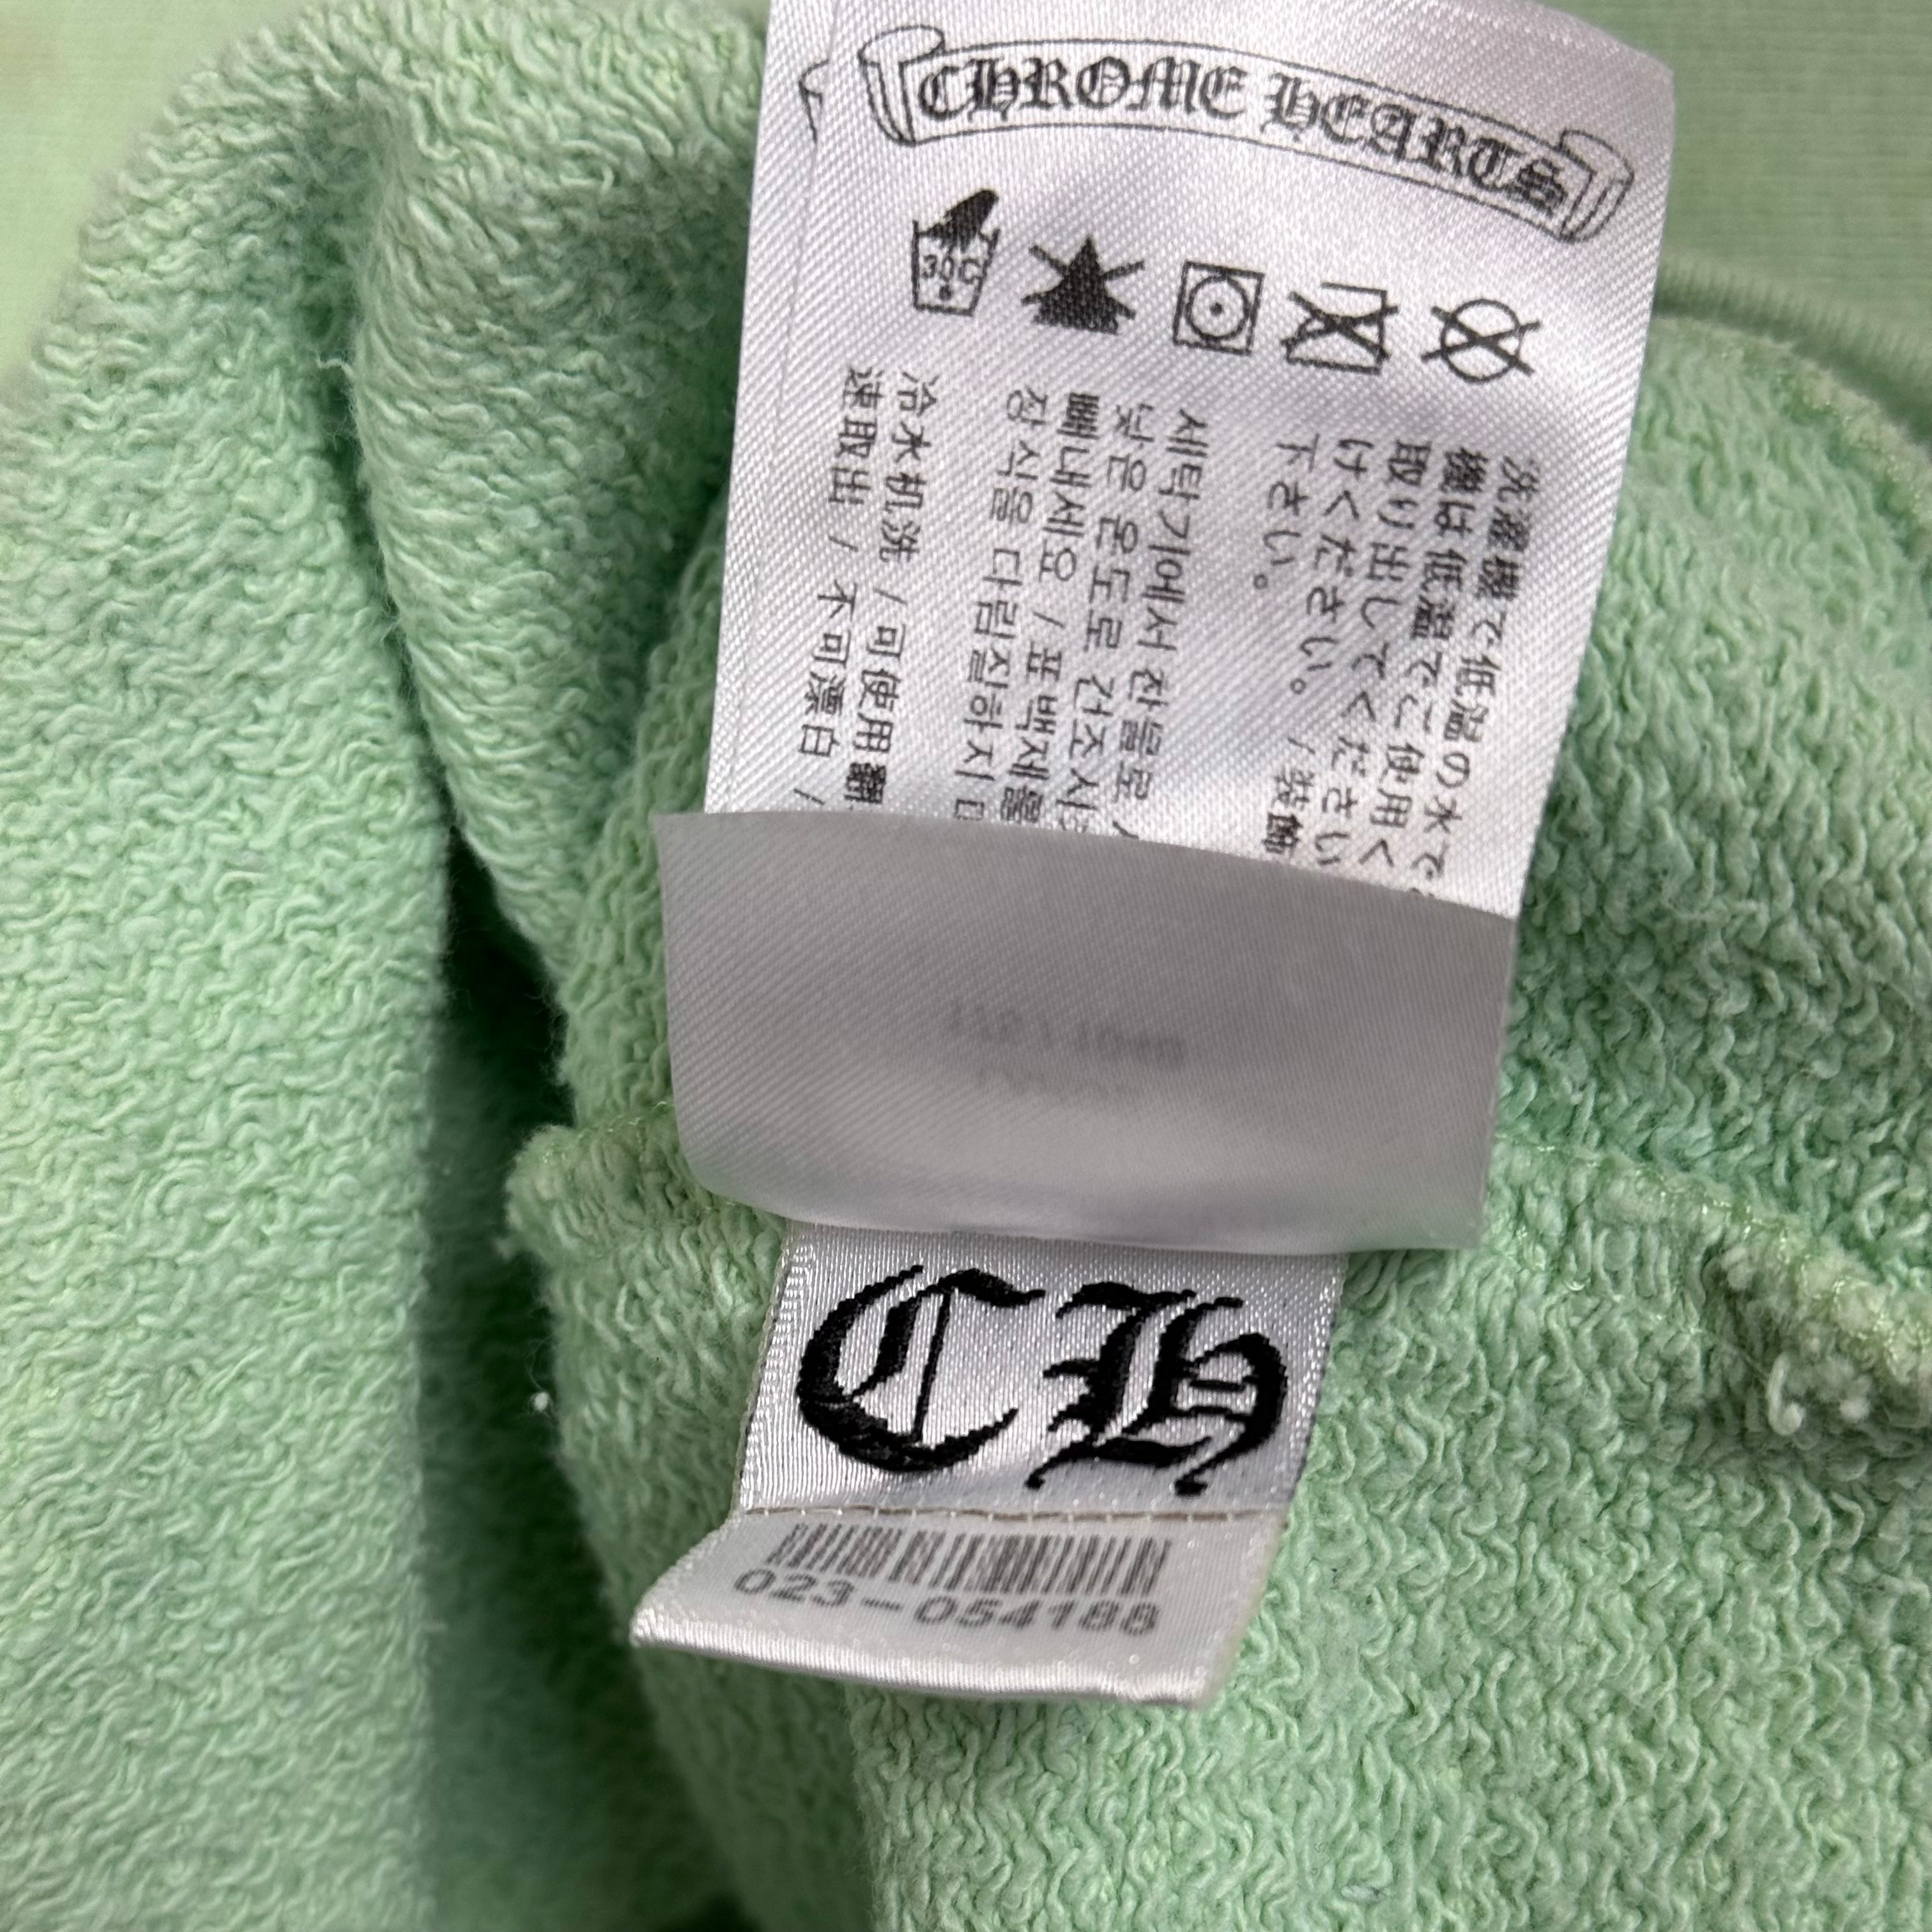 CHROME HEARTS
30C
洗濯機で低温の水で
機は低温でご使用く
取り出してください
けください。 / 装飾
下さい。
세탁기에서 찬물로 /
낮은 온도로 건조시
빼내세요 / 표백제를
장식을 다림질하지 마
冷水机洗 / 可使用翻
速取出 / 不可漂白 /
CH
023-054188